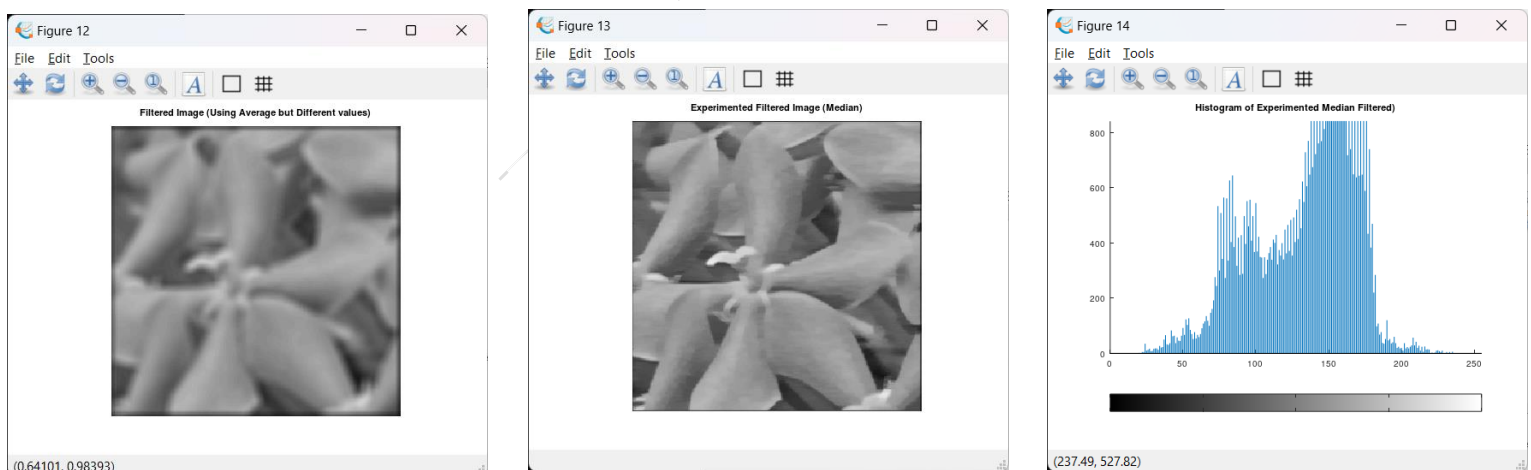 Figure 12
File Edit Tools
A
Filtered Image (Using Average but Different values)
(0.64101, 0.98393)
Figure 13
File Edit Tools
A
Experimented Filtered Image (Median)
Figure 14
File Edit Tools
A
Histogram of Experimented Median Filtered)
800
600
400
200
0
0 50 100 150 200 250
(237.49, 527.82)